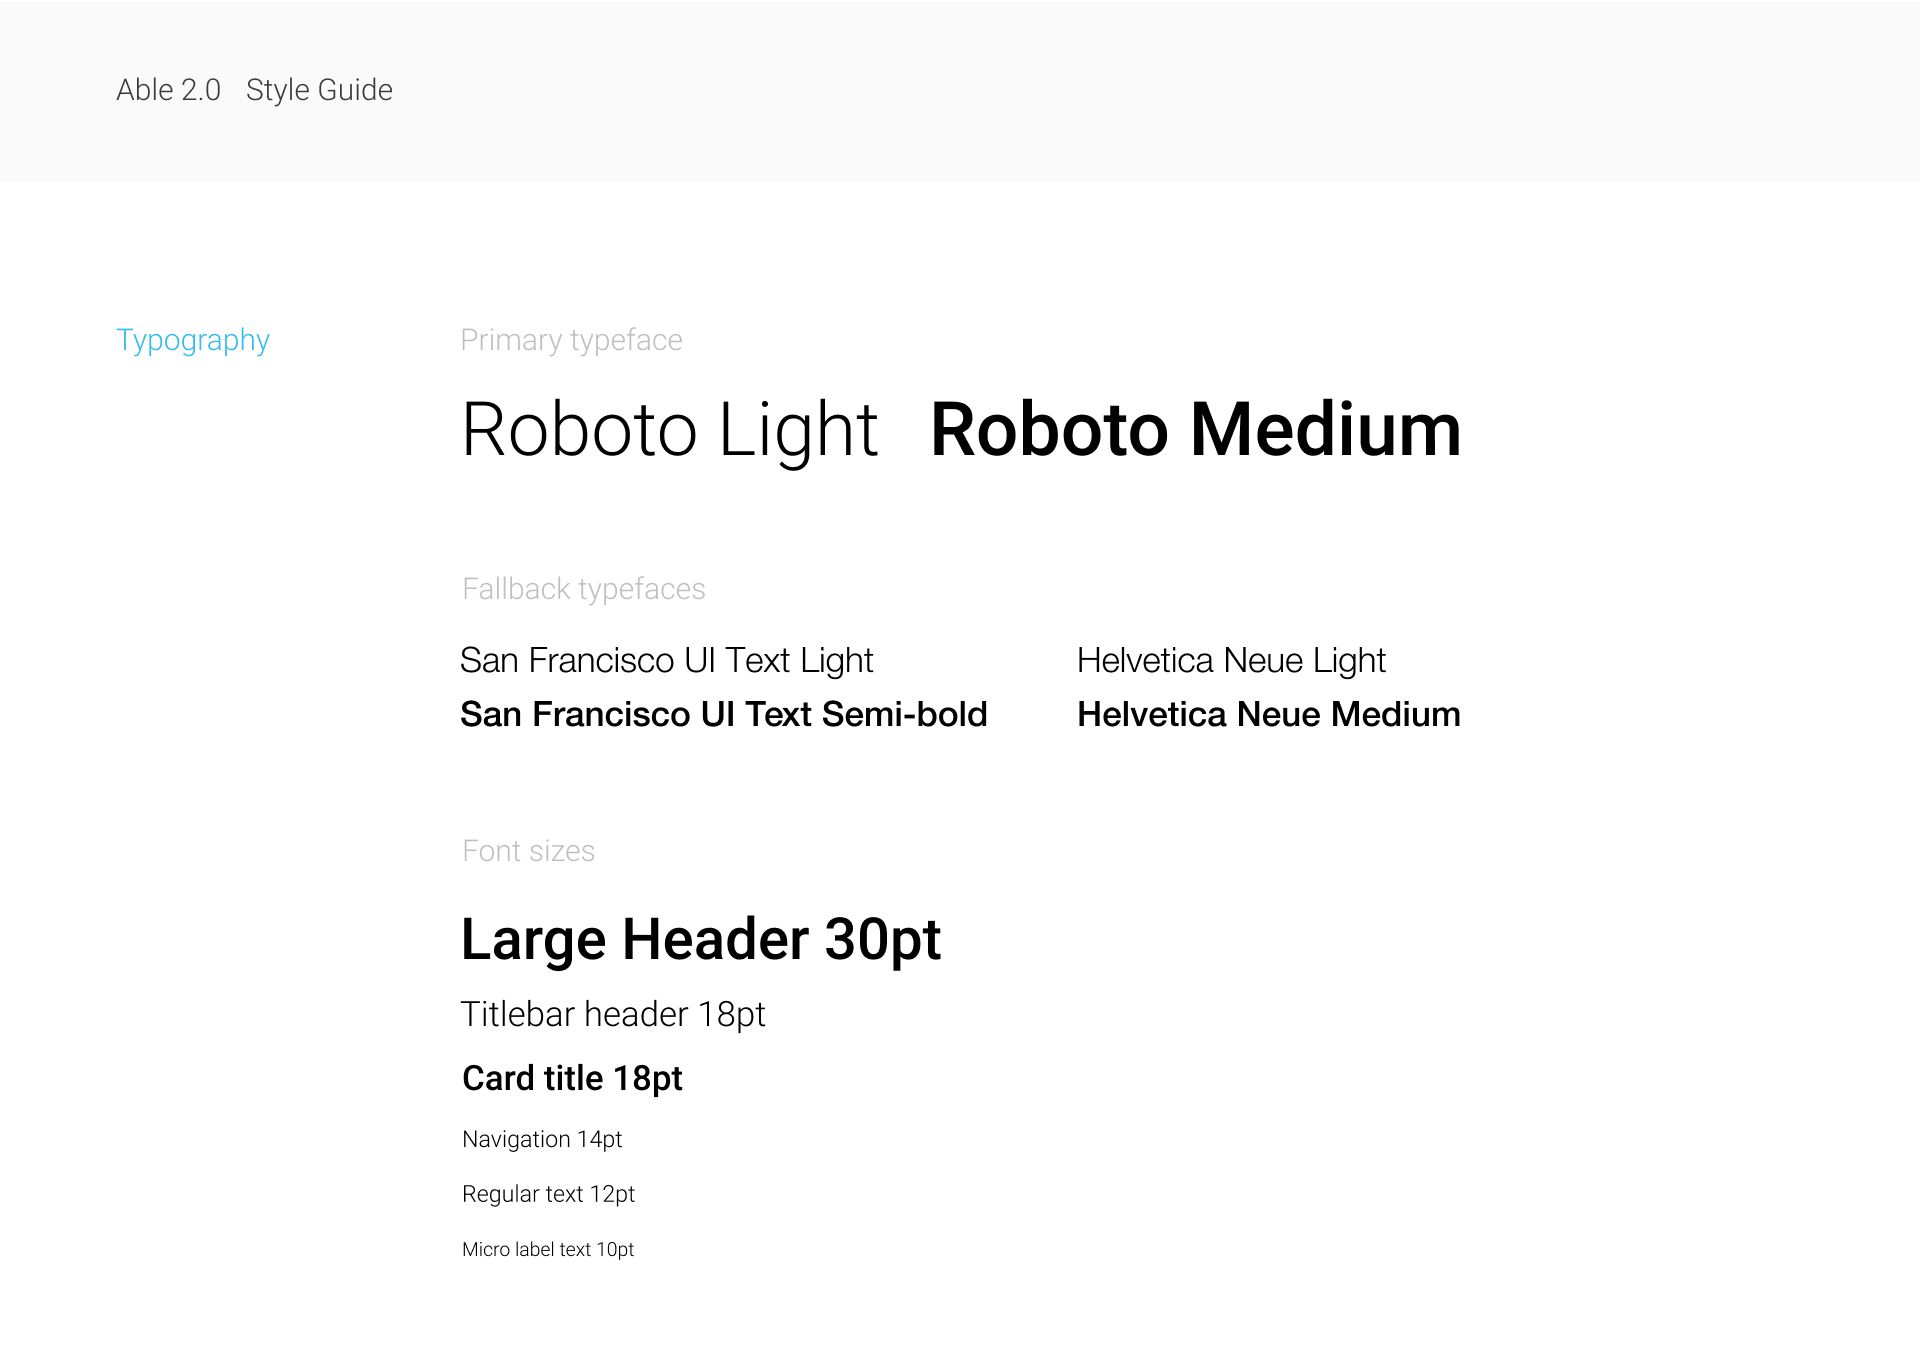 Able 2.0 Style Guide
Typography
Primary typeface
Roboto Light Roboto Medium
Fallback typefaces
San Francisco UI Text Light
San Francisco UI Text Semi-bold
Helvetica Neue Light
Helvetica Neue Medium
Font sizes
Large Header 30pt
Titlebar header 18pt
Card title 18pt
Navigation 14pt
Regular text 12pt
Micro label text 10pt